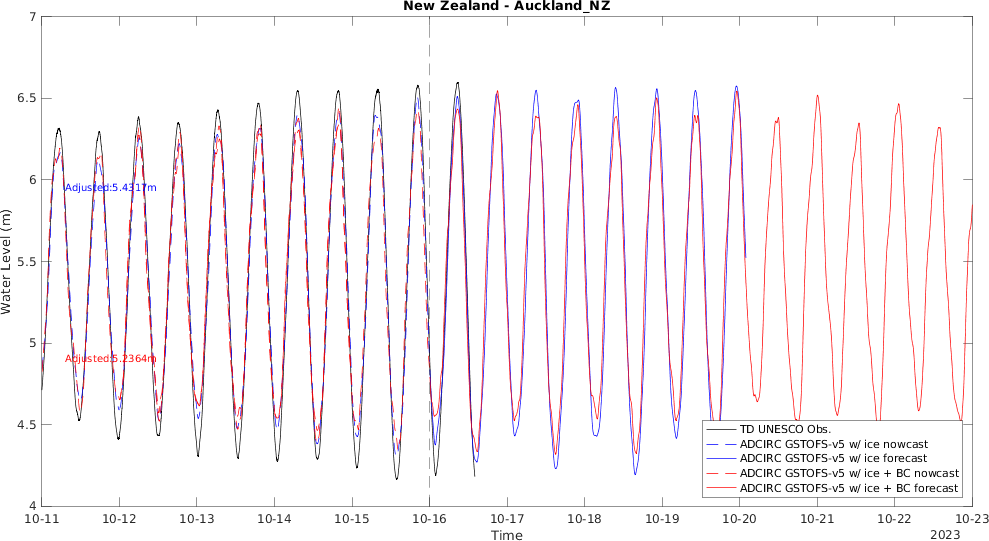 New Zealand - Auckland_NZ
7
6.5
6
5.5
5
4.5
4
Water Level (m)
Adjusted:5.4317m
Adjusted:5.2364m
TD UNESCO Obs.
ADCIRC GSTOFS-v5 w/ ice nowcast
ADCIRC GSTOFS-v5 w/ ice forecast
ADCIRC GSTOFS-v5 w/ ice + BC nowcast
ADCIRC GSTOFS-v5 w/ ice + BC forecast
10-11 10-12 10-13 10-14 10-15 10-16 10-17 10-18 10-19 10-20 10-21 10-22 10-23
Time
2023